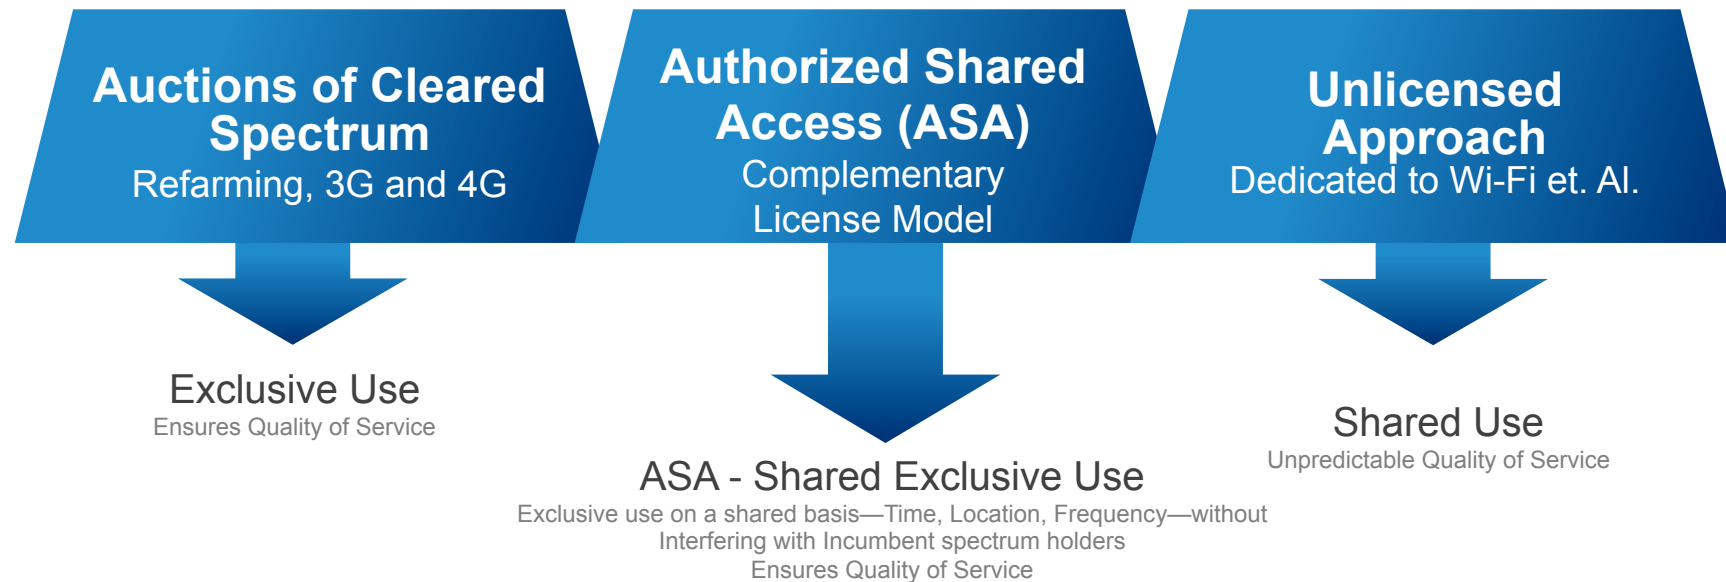 Auctions of Cleared
Spectrum
Refarming, 3G and 4G
Authorized Shared
Access (ASA)
Complementary
License Model
Unlicensed
Approach
Dedicated to Wi-Fi et. Al.
Exclusive Use
Ensures Quality of Service
ASA - Shared Exclusive Use
Exclusive use on a shared basis—Time, Location, Frequency—without
Interfering with Incumbent spectrum holders
Ensures Quality of Service
Shared Use
Unpredictable Quality of Service